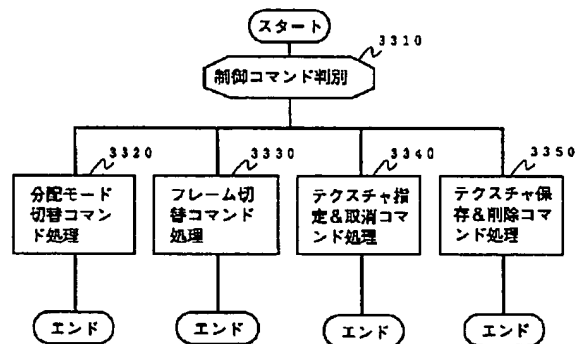 スタート
3310
制御コマンド判別
3320
3330
3340
3350
分配モード
切替コマン
ド処理
フレーム切
替コマンド
処理
テクスチャ指
定&取消コマ
ンド処理
テクスチャ保
存&削除コマ
ンド処理
エンド
エンド
エンド
エンド